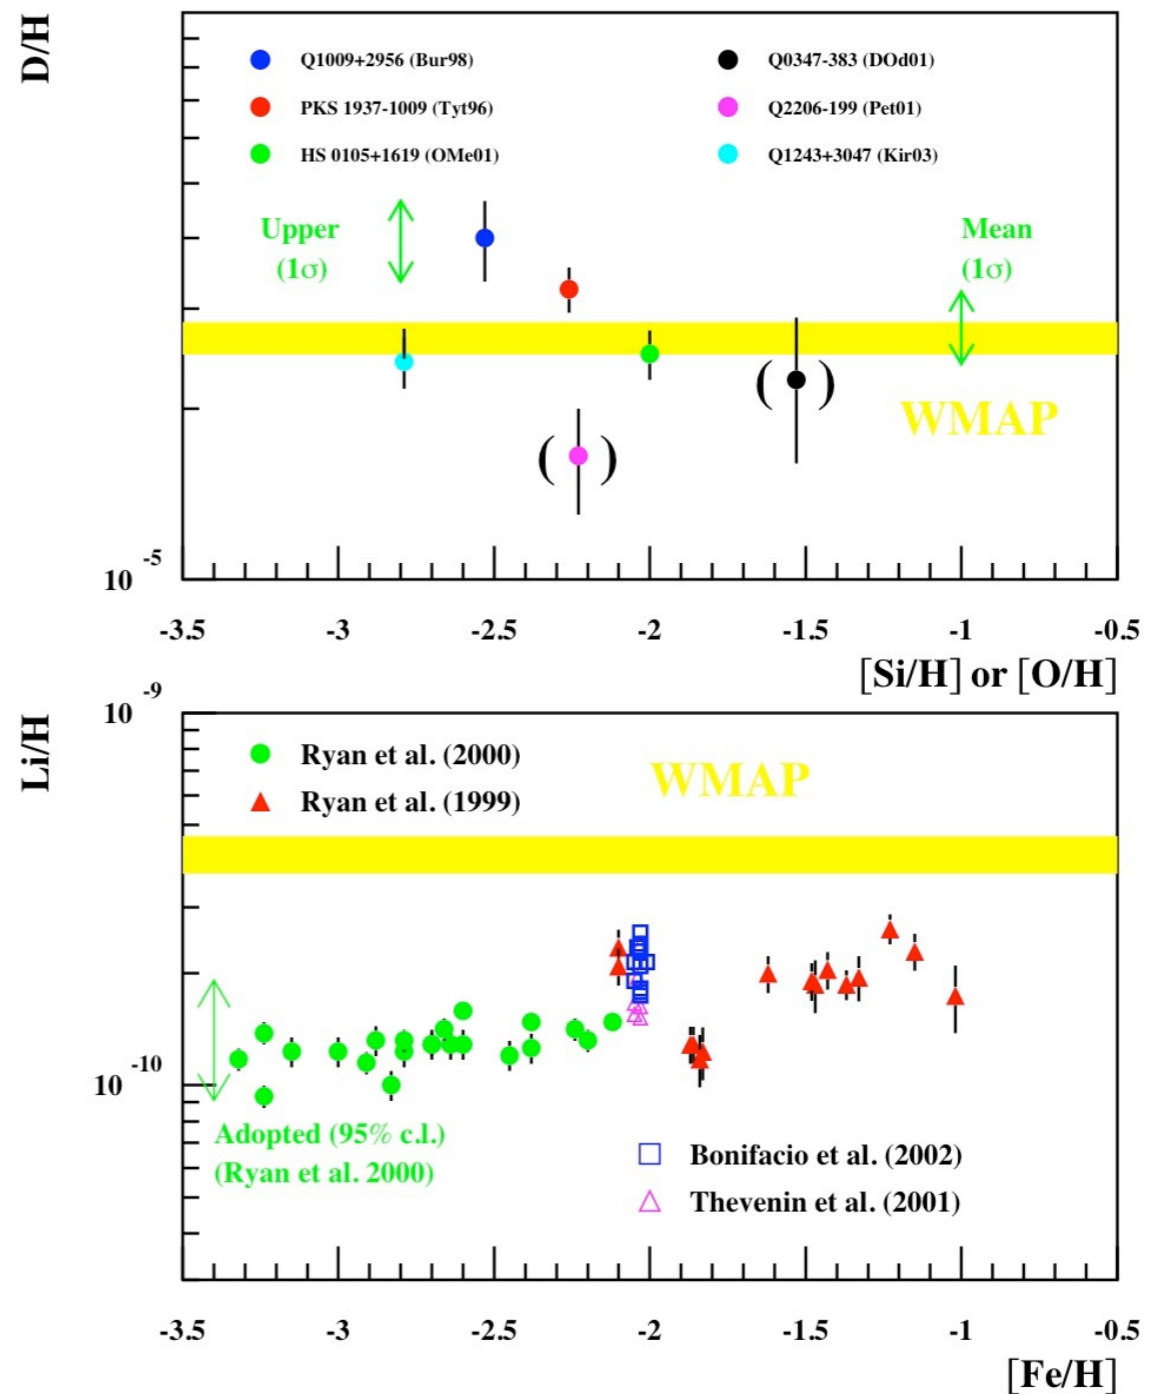 D/H
Q1009+2956 (Bur98)
PKS 1937-1009 (Tyt96)
HS 0105+1619 (OMe01)
Q0347-383 (DOd01)
Q2206-199 (Pet01)
Q1243+3047 (Kir03)
Upper
(1σ)
Mean
(1σ)
( )
( )
WMAP
10 -5
-3.5 -3 -2.5 -2 -1.5 -1 -0.5
[Si/H] or [O/H]
Li/H
10 -9
Ryan et al. (2000)
Ryan et al. (1999)
WMAP
10 -10
Adopted (95% c.l.)
(Ryan et al. 2000)
Bonifacio et al. (2002)
Thevenin et al. (2001)
-3.5 -3 -2.5 -2 -1.5 -1 -0.5
[Fe/H]